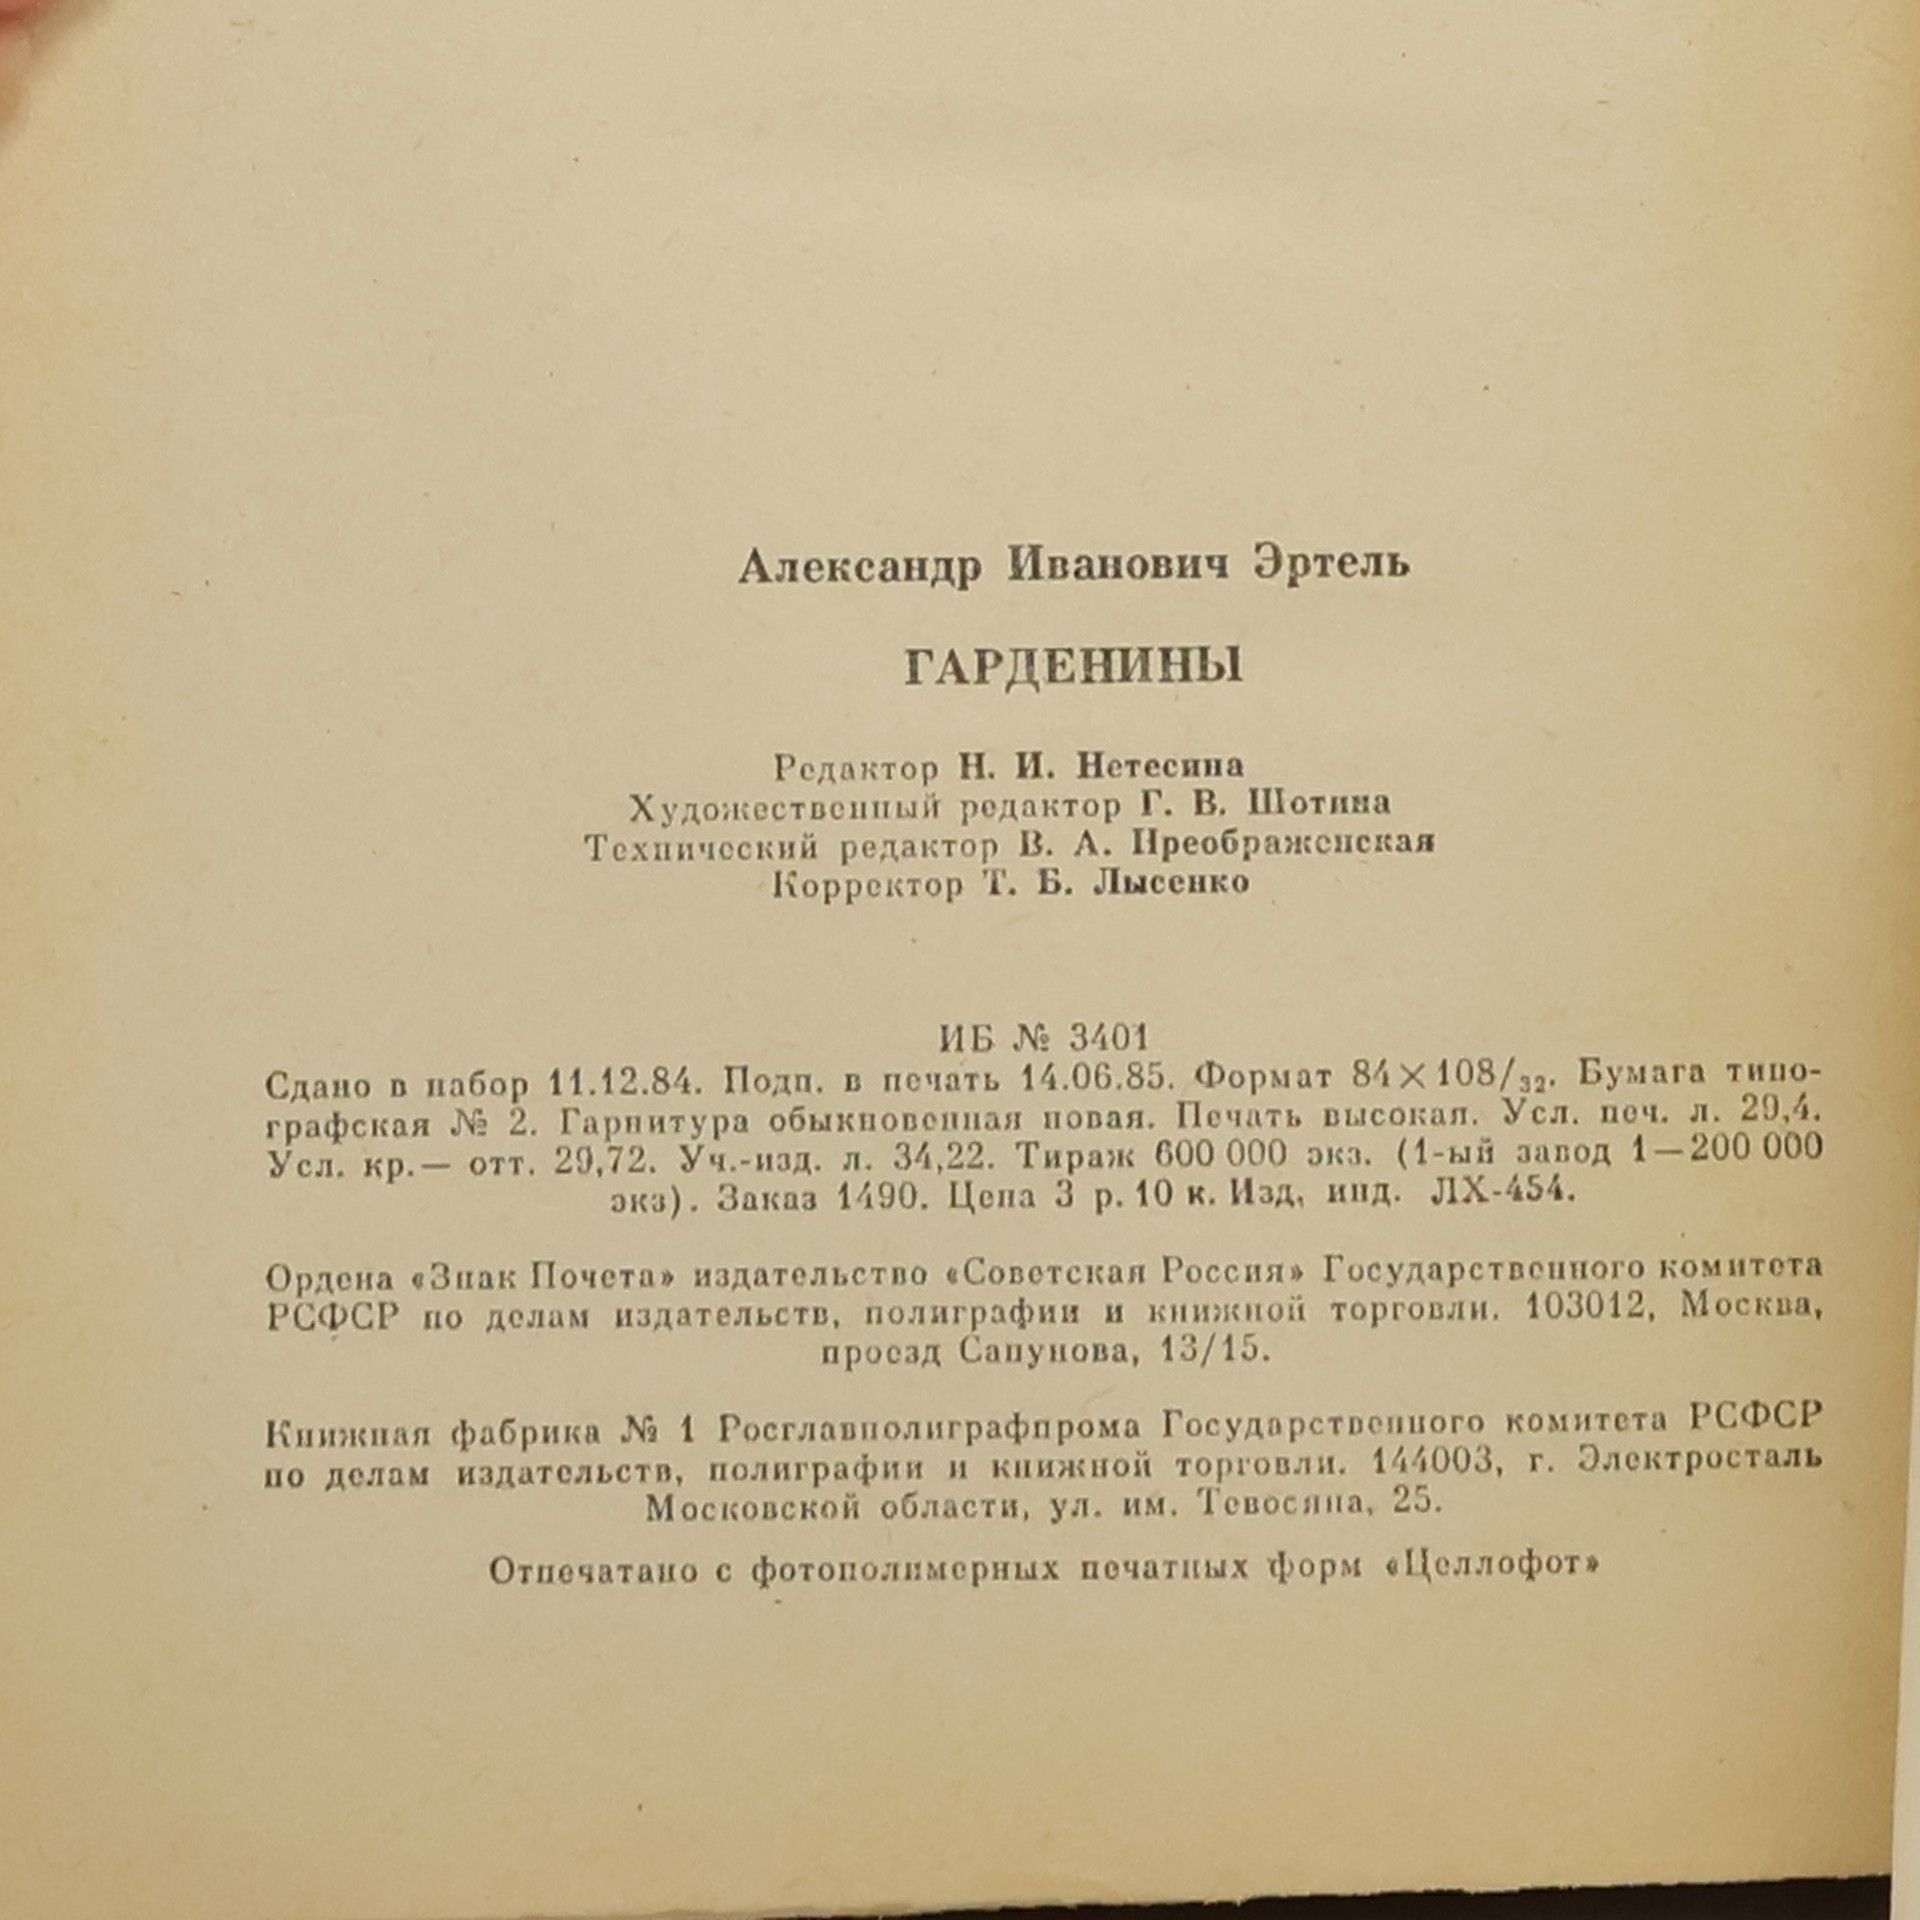 Александр Иванович Эртель
ГАРДЕНИНЫ
Редактор Н. И. Нетесина
Художественный редактор Г. В. Шотина
Технический редактор В. А. Преображенская
Корректор Т. Б. Лысенко
ИБ № 3401
Сдано в набор 11.12.84. Подп. в печать 14.06.85. Формат 84×108/32. Бумага типо-
графская № 2. Гарнитура обыкновенная новая. Печать высокая. Усл. печ. л. 29,4.
Усл. кр.— отт. 29,72. Уч.-изд. л. 34,22. Тираж 600 000 экз. (1-ый завод 1—200 000
экз). Заказ 1490. Цена 3 р. 10 к. Изд, инд. ЛХ-454.
Ордена «Знак Почета» издательство «Советская Россия» Государственного комитета
РСФСР по делам издательств, полиграфии и книжной торговли. 103012, Москва,
проезд Сапунова, 13/15.
Книжная фабрика № 1 Росглавполиграфпрома Государственного комитета РСФСР
по делам издательств, полиграфии и книжной торговли. 144003, г. Электросталь
Московской области, ул. им. Тевосяна, 25.
Отпечатано с фотополимерных печатных форм «Целлофот»